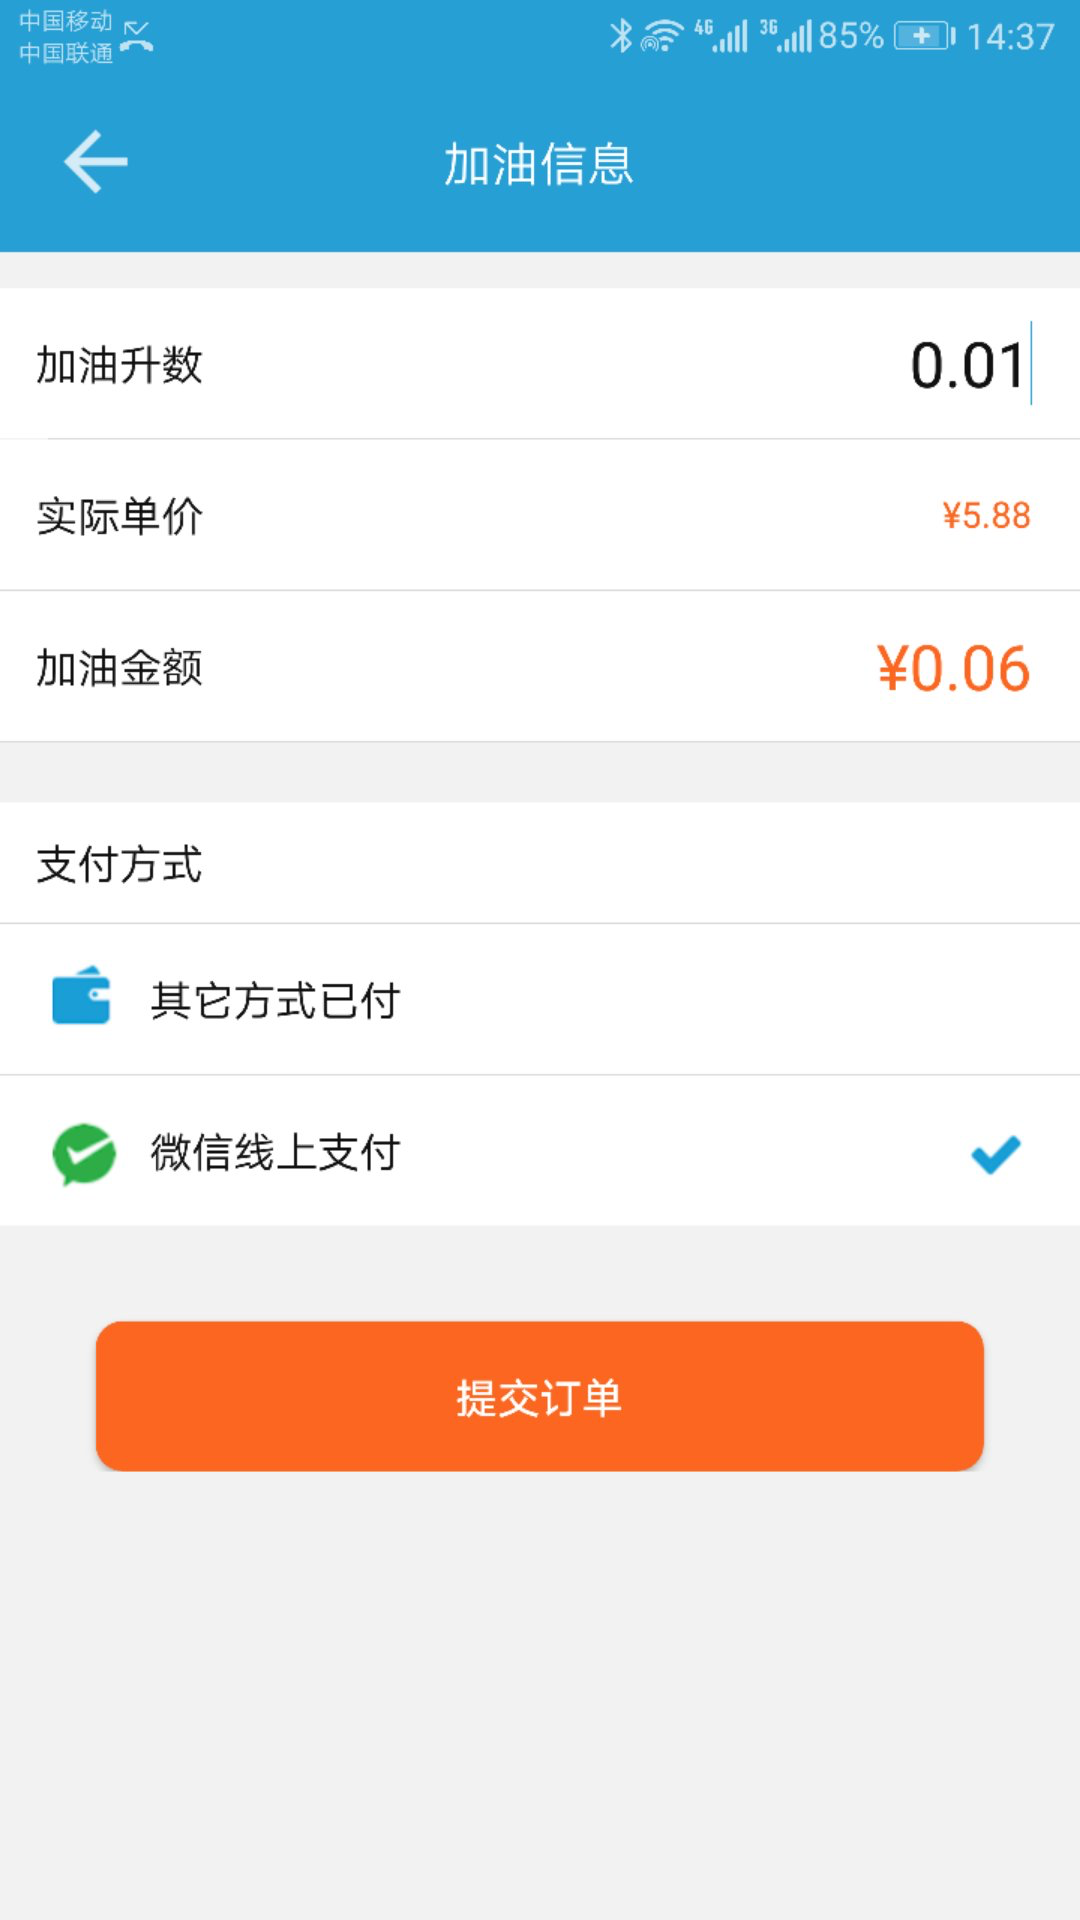 中国移动
中国联通
4G 3G 85% 14:37
加油信息
加油升数 0.01
实际单价 ¥5.88
加油金额 ¥0.06
支付方式
其它方式已付
微信线上支付
提交订单